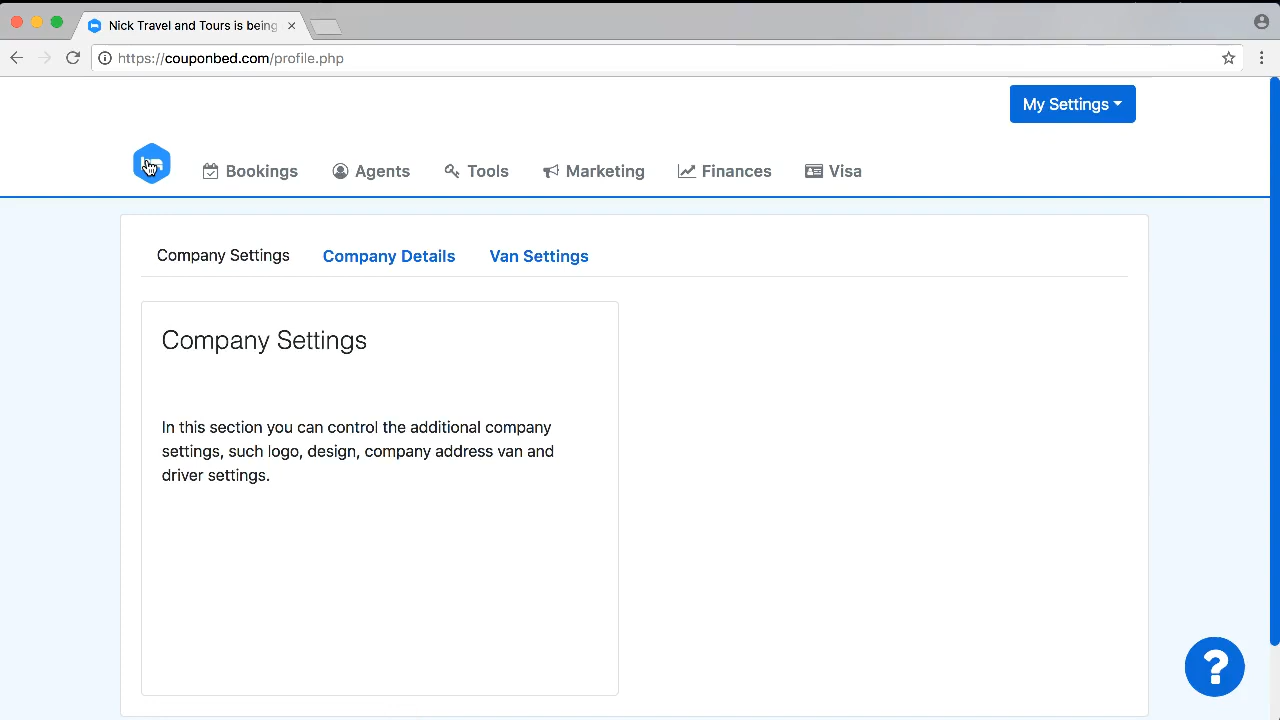 Nick Travel and Tours is being
https://couponbed.com/profile.php
My Settings
Bookings Agents Tools Marketing Finances Visa
Company Settings Company Details Van Settings
Company Settings
In this section you can control the additional company
settings, such logo, design, company address van and
driver settings.
?